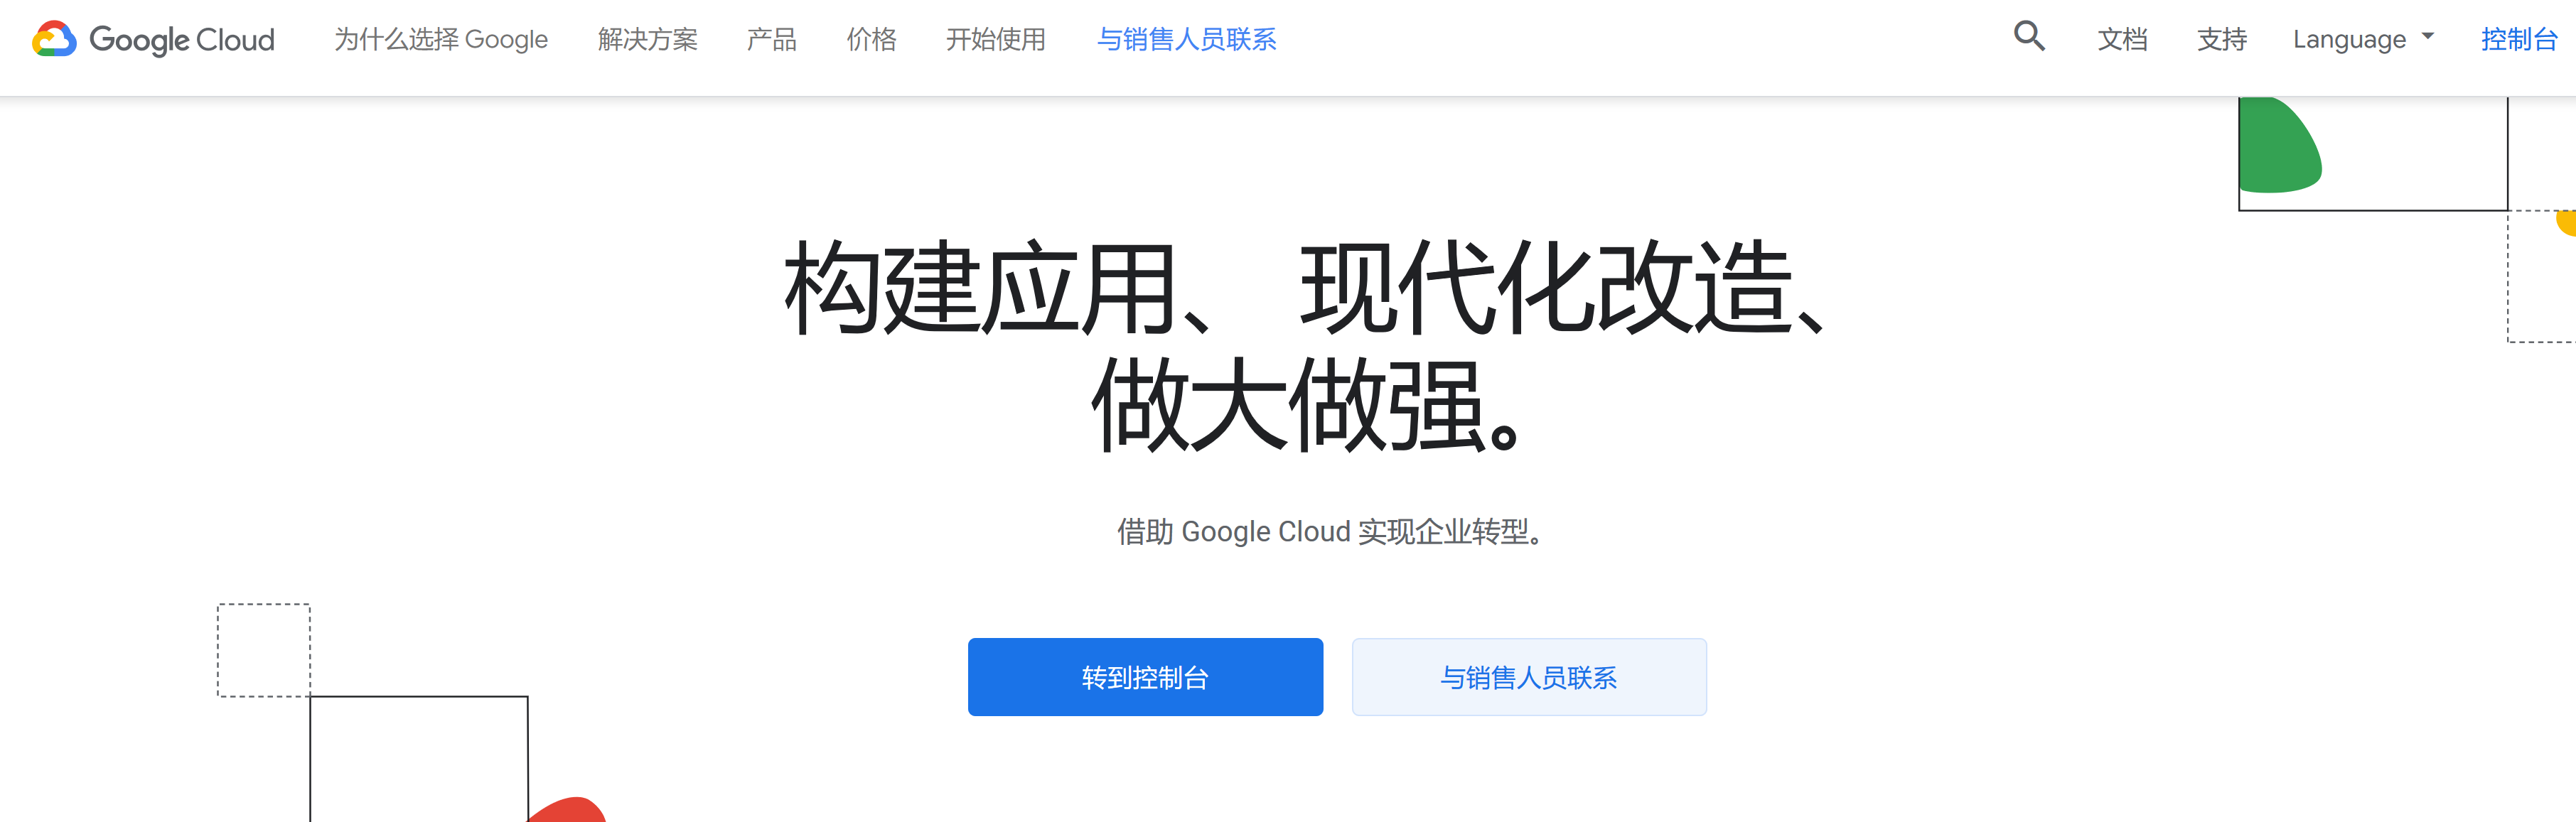 Google Cloud 为什么选择 Google 解决方案 产品 价格 开始使用 与销售人员联系 文档 支持 Language 控制台
构建应用、 现代化改造、
做大做强。
借助 Google Cloud 实现企业转型。
转到控制台 与销售人员联系